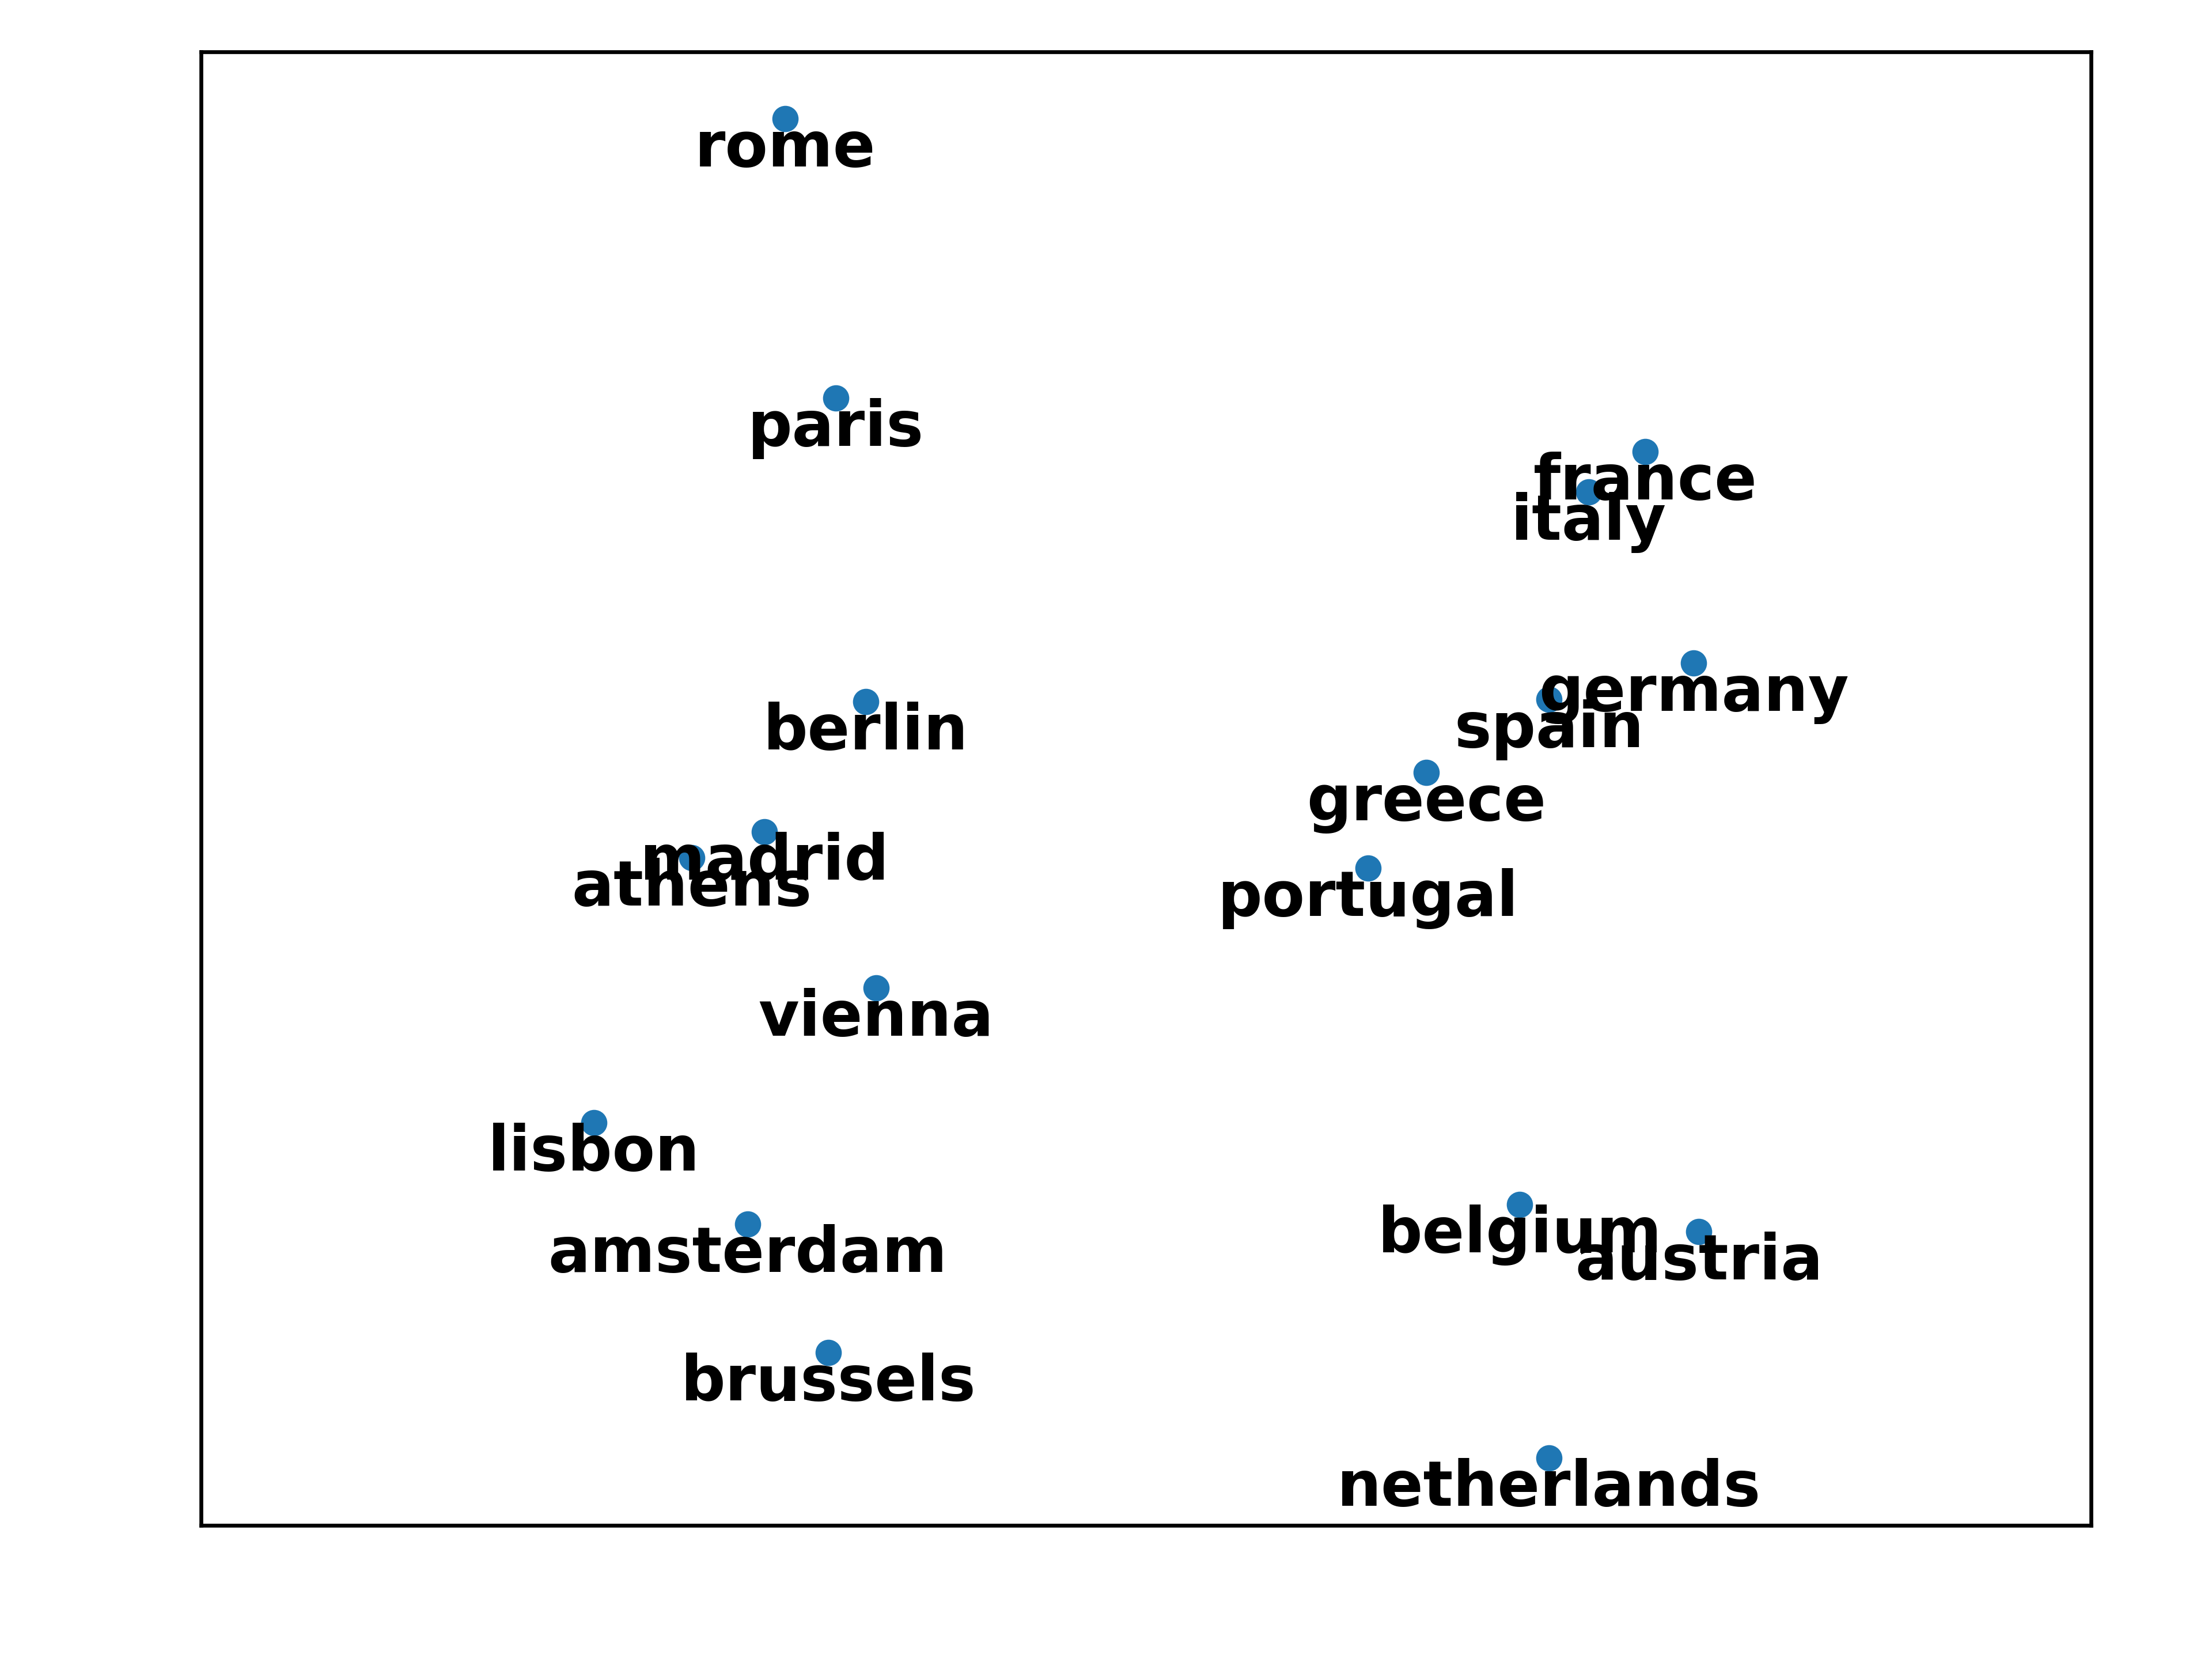 rome
paris
france
italy
germany
spain
berlin
greece
madrid
athens
portugal
vienna
lisbon
belgium
amsterdam
austria
brussels
netherlands